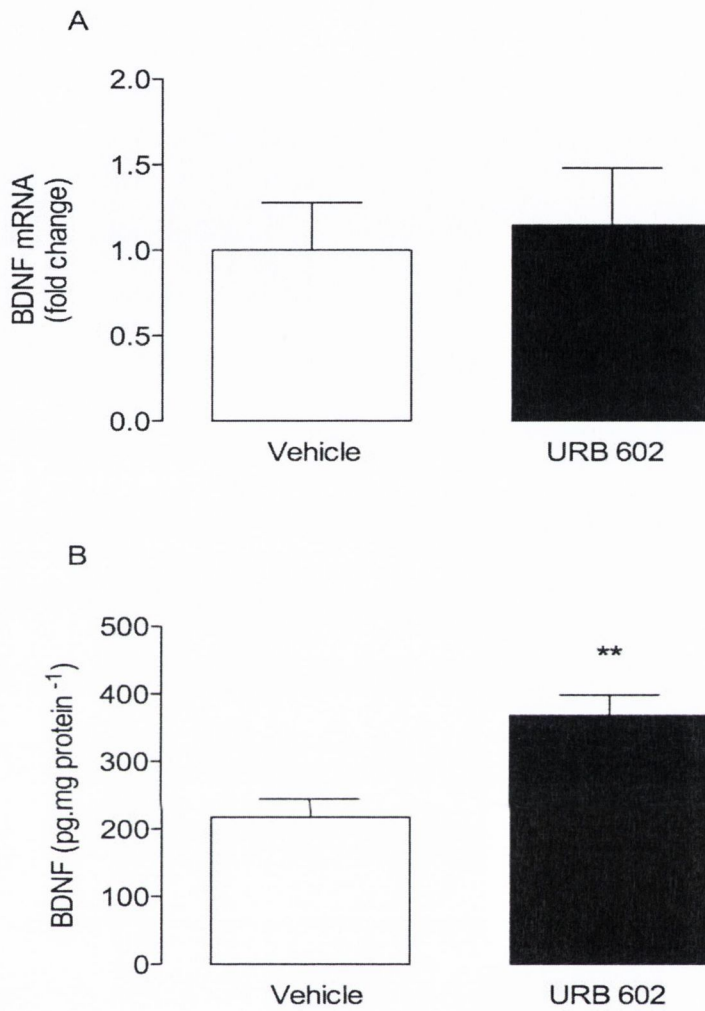 A
BDNF mRNA
(fold change)
2.0
1.5
1.0
0.5
0.0
Vehicle
URB 602
B
BDNF (pg.mg protein⁻¹)
500
400
300
200
100
0
**
Vehicle
URB 602